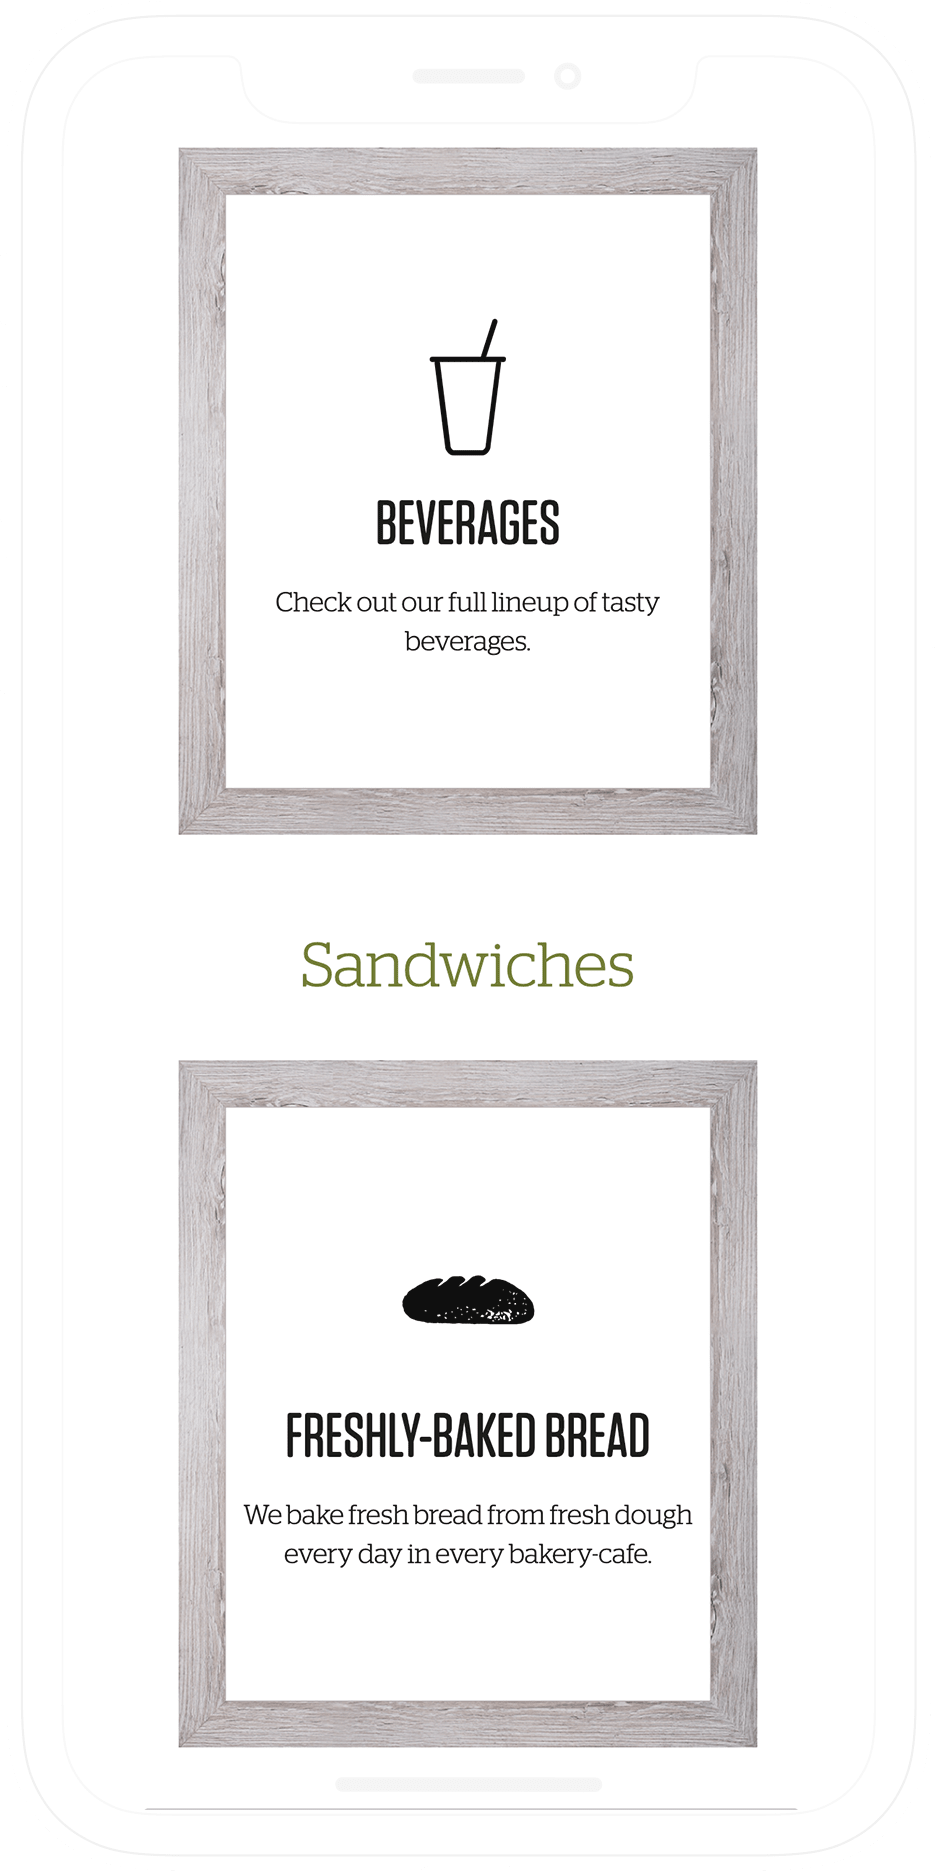 BEVERAGES
Check out our full lineup of tasty
beverages.
Sandwiches
FRESHLY-BAKED BREAD
We bake fresh bread from fresh dough
every day in every bakery-cafe.